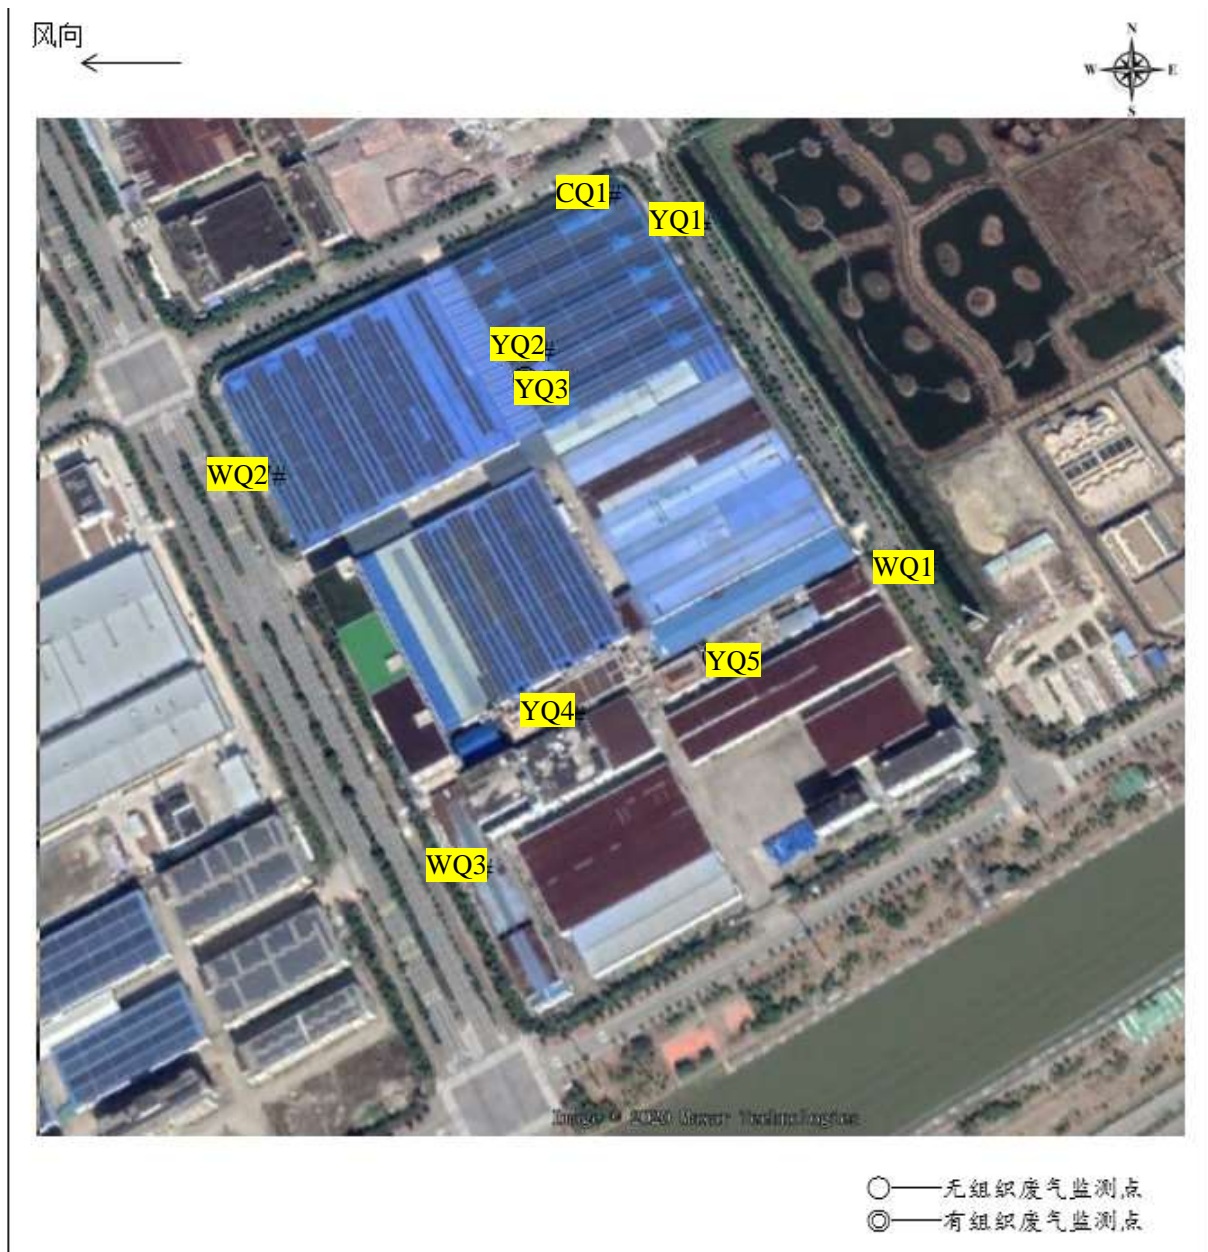 风向
N
W E
S
CQ1#
YQ1
YQ2#
YQ3
WQ2#
WQ1
YQ5
YQ4
WQ3#
Image © 2020 Maxar Technologies
○——无组织废气监测点
◎——有组织废气监测点